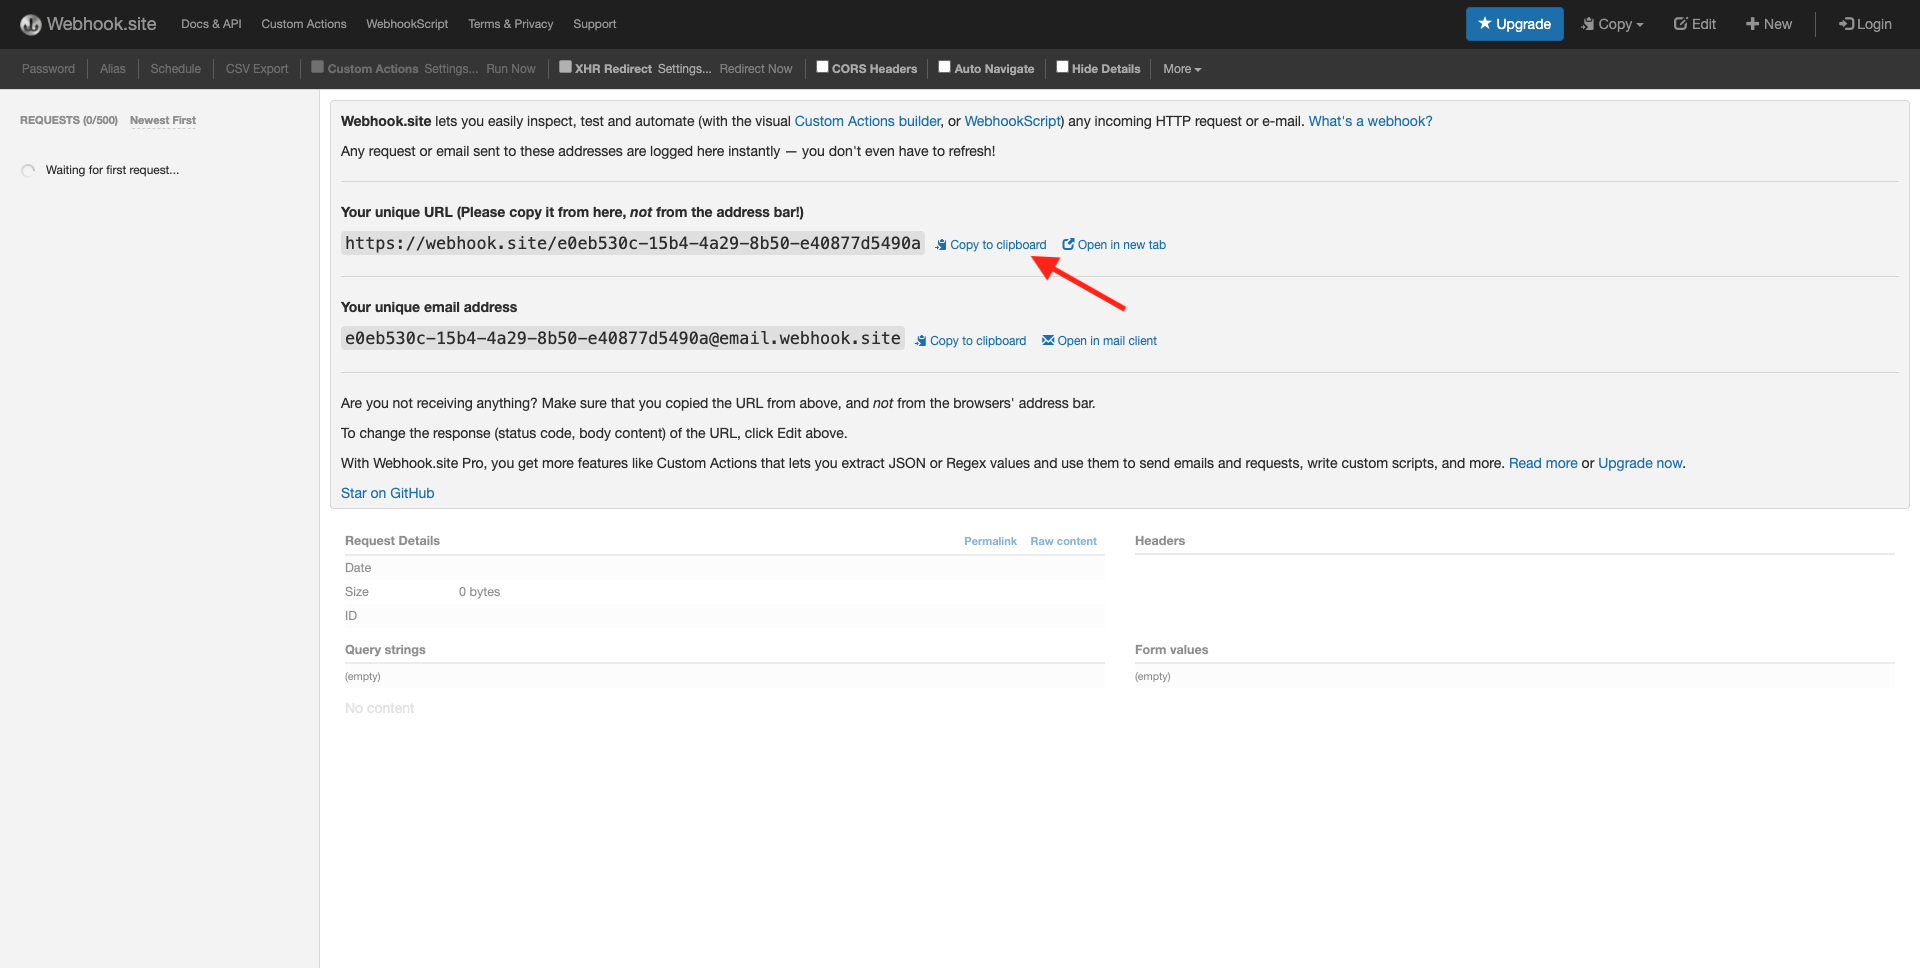 Webhook.site Docs & API Custom Actions WebhookScript Terms & Privacy Support Upgrade Copy Edit New Login
Password Alias Schedule CSV Export Custom Actions Settings... Run Now XHR Redirect Settings... Redirect Now CORS Headers Auto Navigate Hide Details More
REQUESTS (0/500) Newest First
Waiting for first request...
Webhook.site lets you easily inspect, test and automate (with the visual Custom Actions builder, or WebhookScript) any incoming HTTP request or e-mail. What's a webhook?
Any request or email sent to these addresses are logged here instantly — you don't even have to refresh!
Your unique URL (Please copy it from here, not from the address bar!)
https://webhook.site/e0eb530c-15b4-4a29-8b50-e40877d5490a Copy to clipboard Open in new tab
Your unique email address
e0eb530c-15b4-4a29-8b50-e40877d5490a@email.webhook.site Copy to clipboard Open in mail client
Are you not receiving anything? Make sure that you copied the URL from above, and not from the browsers' address bar.
To change the response (status code, body content) of the URL, click Edit above.
With Webhook.site Pro, you get more features like Custom Actions that lets you extract JSON or Regex values and use them to send emails and requests, write custom scripts, and more. Read more or Upgrade now.
Star on GitHub
Request Details Permalink Raw content
Date
Size 0 bytes
ID
Headers
Query strings
(empty)
Form values
(empty)
No content